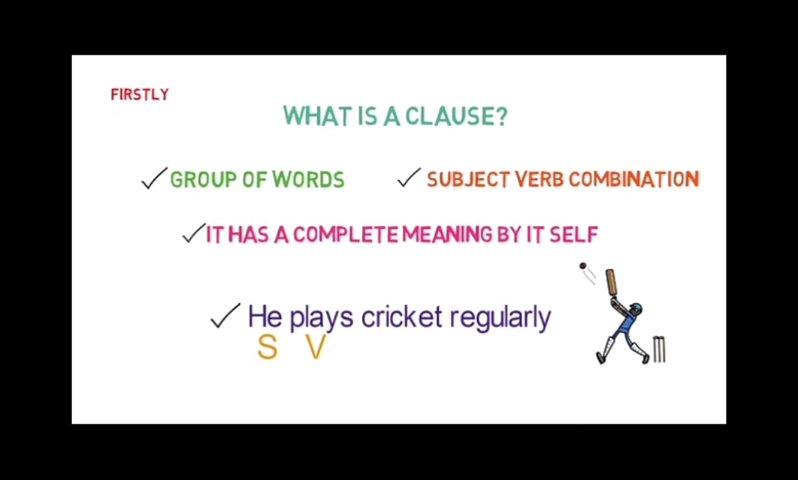 FIRSTLY
WHAT IS A CLAUSE?
GROUP OF WORDS
SUBJECT VERB COMBINATION
IT HAS A COMPLETE MEANING BY IT SELF
He plays cricket regularly
S V